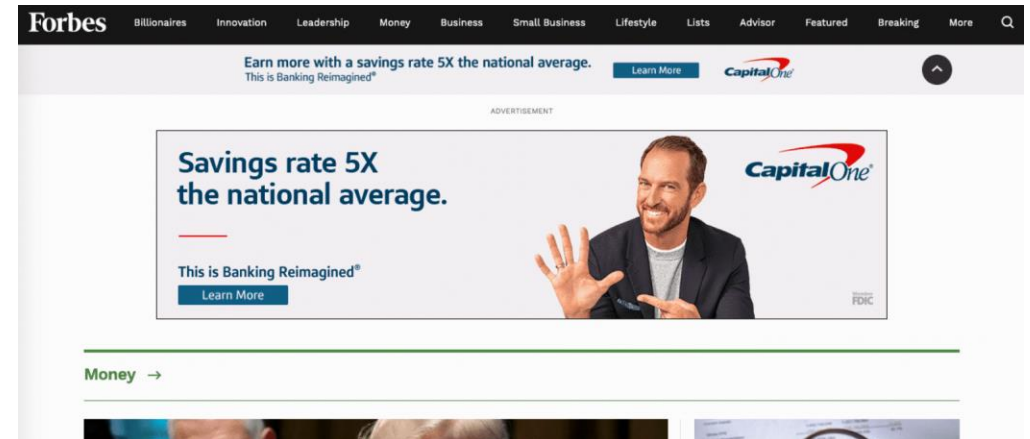 Forbes
Billionaires Innovation Leadership Money Business Small Business Lifestyle Lists Advisor Featured Breaking More
Earn more with a savings rate 5X the national average.
This is Banking Reimagined®
Learn More
CapitalOne®
ADVERTISEMENT
Savings rate 5X
the national average.
CapitalOne®
This is Banking Reimagined®
Learn More
Member
FDIC
Money →